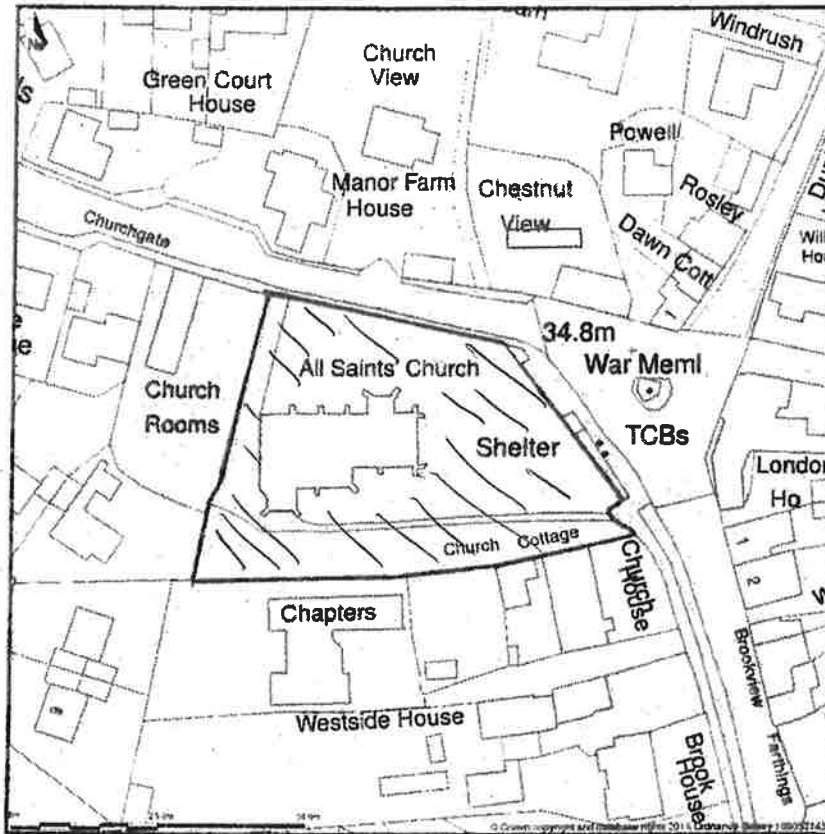 Windrush
Church
View
Green Court
House
Powell
Manor Farm
House
Chestnut
View
Rosley
Churchgate
Dawn Cott
34.8m
All Saints' Church
War Meml
Church
Rooms
Shelter
TCBs
London
Ho
Church Cottage
Church
House
1
2
Chapters
Brookview
Westside House
Brook
House
Farthings